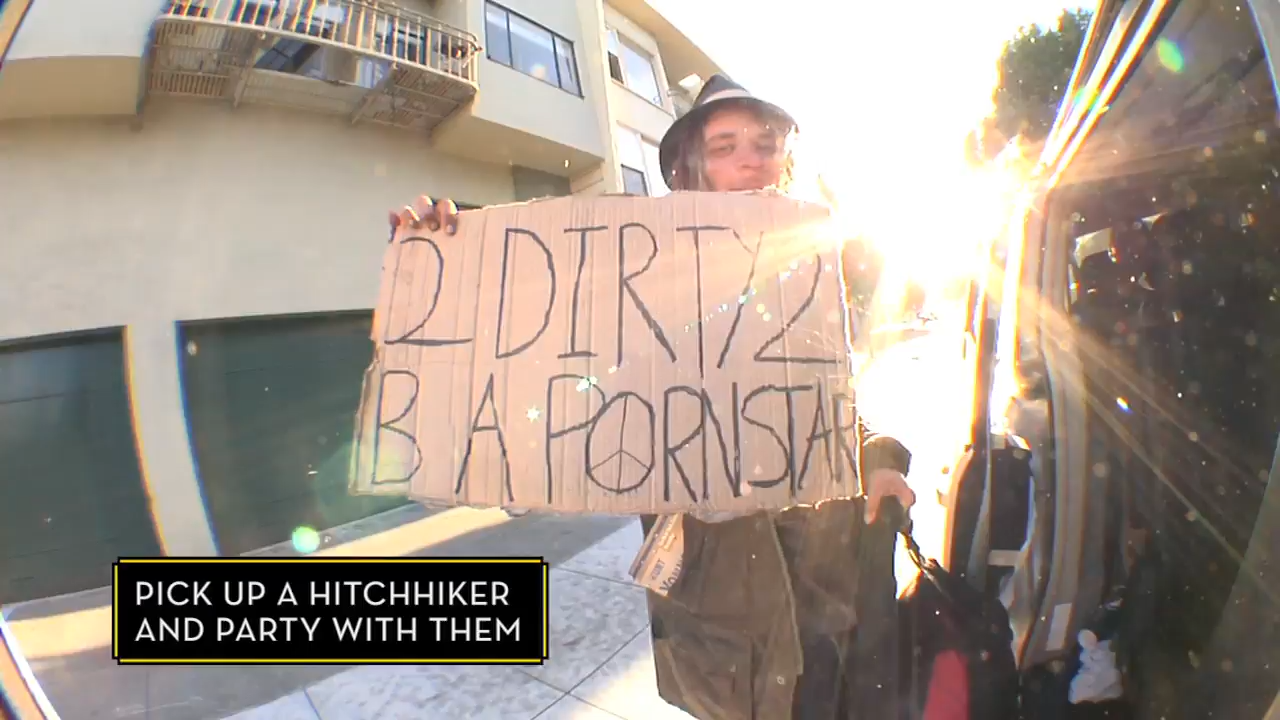 2 DIRTY 2
B A PORNSTAR
PICK UP A HITCHHIKER
AND PARTY WITH THEM